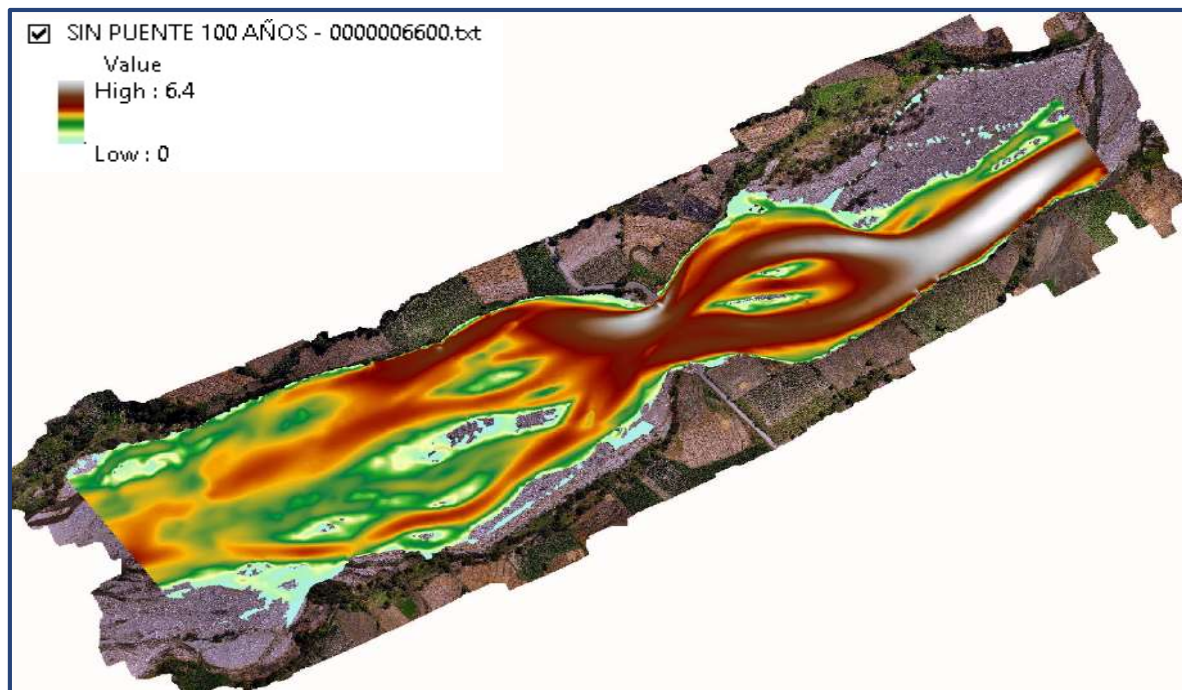 SIN PUENTE 100 AÑOS - 0000006600.txt
Value
High : 6.4
Low : 0